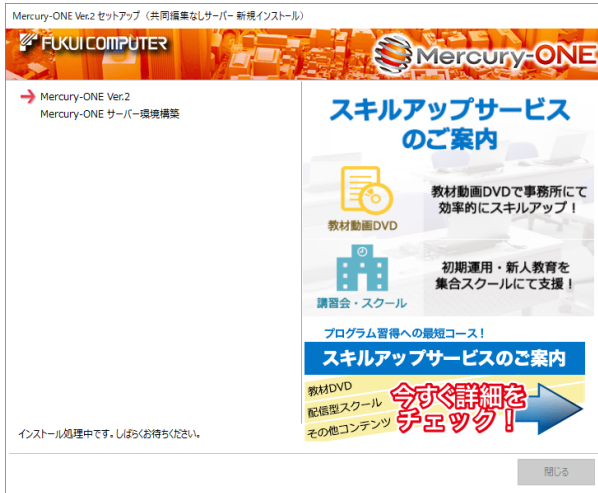 Mercury-ONE Ver.2 セットアップ（共同編集なしサーバー 新規インストール）
FUKUI COMPUTER
Mercury-ONE
Mercury-ONE Ver.2
Mercury-ONE サーバー環境構築
スキルアップサービス
のご案内
教材動画DVDで事務所にて
効率的にスキルアップ！
教材動画DVD
初期運用・新人教育を
集合スクールにて支援！
講習会・スクール
プログラム習得への最短コース！
スキルアップサービスのご案内
教材DVD
配信型スクール
その他コンテンツ
今すぐ詳細を
チェック！
インストール処理中です。しばらくお待ちください。
閉じる